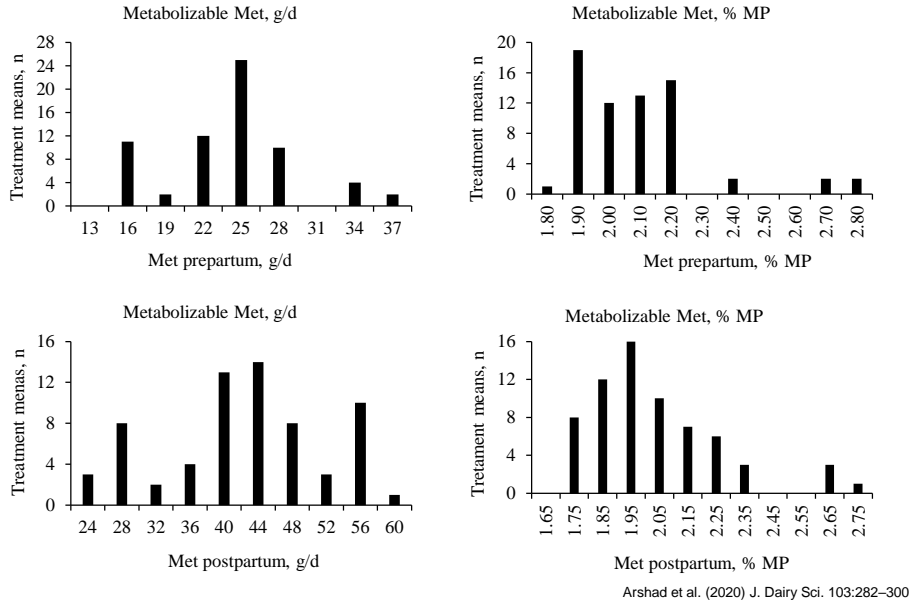 Metabolizable Met, g/d
Treatment means, n
28
24
20
16
12
8
4
0
13 16 19 22 25 28 31 34 37
Met prepartum, g/d
Metabolizable Met, % MP
Treatment means, n
20
16
12
8
4
0
1.80 1.90 2.00 2.10 2.20 2.30 2.40 2.50 2.60 2.70 2.80
Met prepartum, % MP
Metabolizable Met, g/d
Treatment menas, n
16
12
8
4
0
24 28 32 36 40 44 48 52 56 60
Met postpartum, g/d
Metabolizable Met, % MP
Tretament means, n
16
12
8
4
0
1.65 1.75 1.85 1.95 2.05 2.15 2.25 2.35 2.45 2.55 2.65 2.75
Met postpartum, % MP
Arshad et al. (2020) J. Dairy Sci. 103:282–300